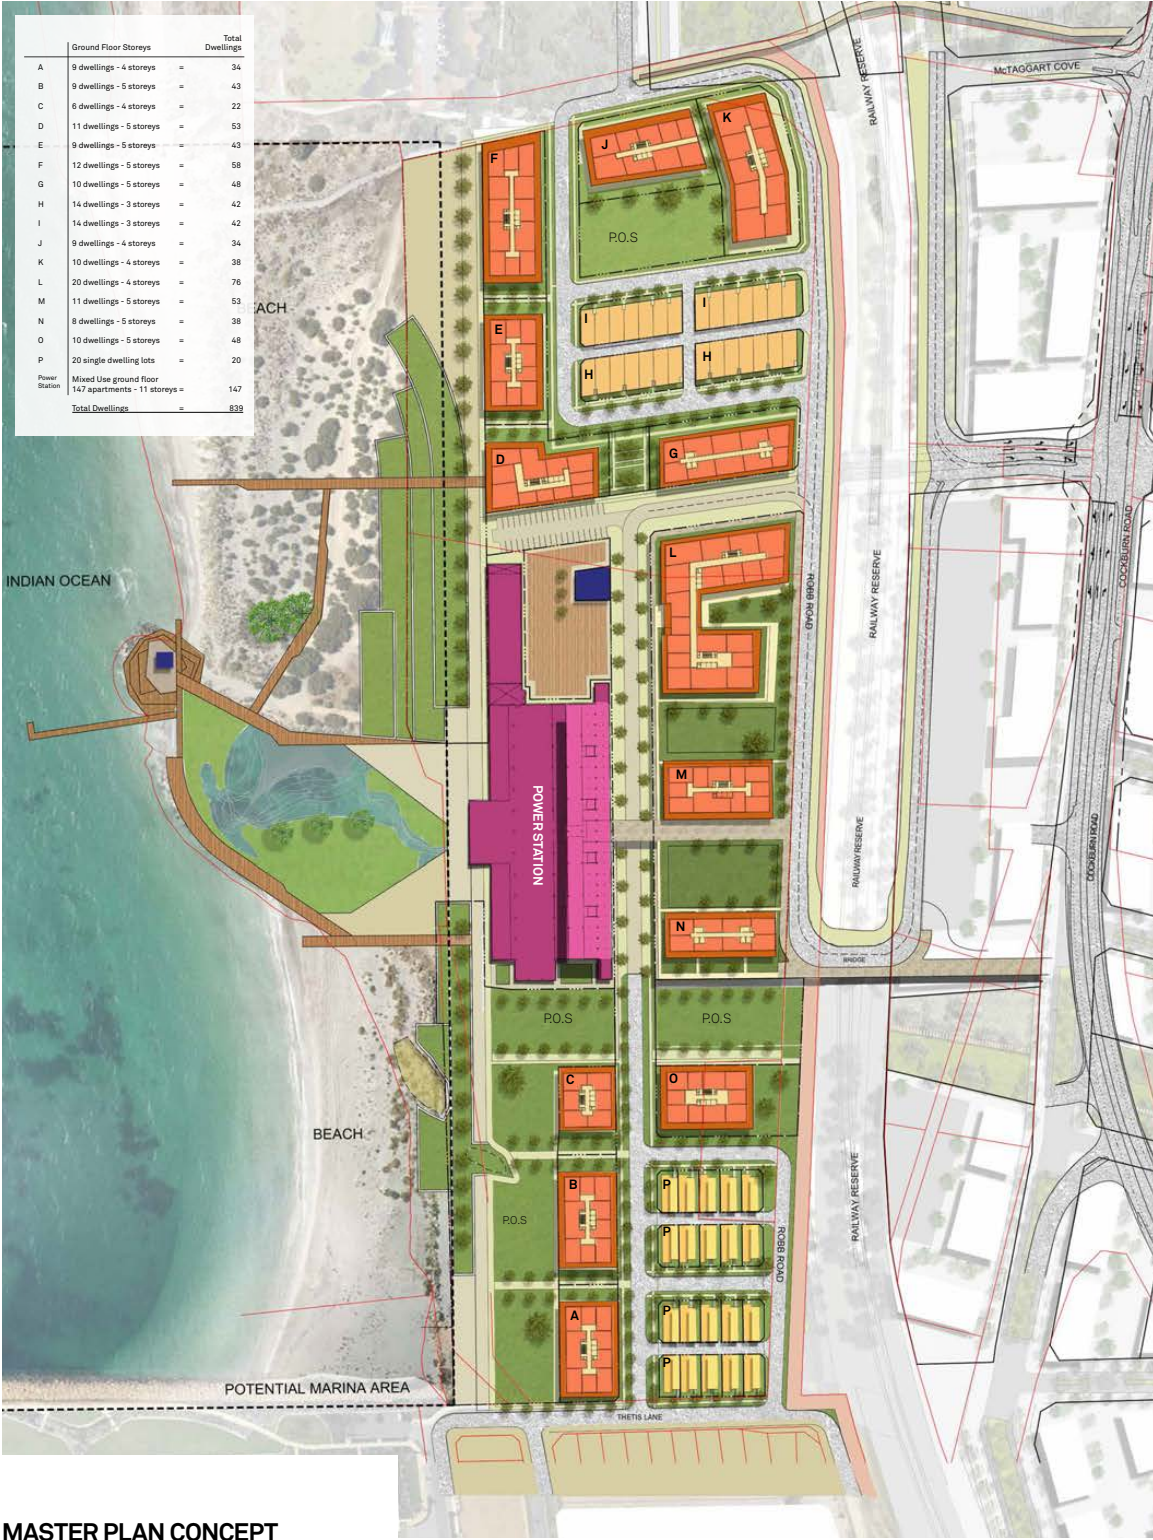 Total
Ground Floor Storeys Dwellings
A 9 dwellings - 4 storeys = 34
B 9 dwellings - 5 storeys = 43
C 6 dwellings - 4 storeys = 22
D 11 dwellings - 5 storeys = 53
E 9 dwellings - 5 storeys = 43
F 12 dwellings - 5 storeys = 58
G 10 dwellings - 5 storeys = 48
H 14 dwellings - 3 storeys = 42
I 14 dwellings - 3 storeys = 42
J 9 dwellings - 4 storeys = 34
K 10 dwellings - 4 storeys = 38
L 20 dwellings - 4 storeys = 76
M 11 dwellings - 5 storeys = 53
N 8 dwellings - 5 storeys = 38
O 10 dwellings - 5 storeys = 48
P 20 single dwelling lots = 20
Power Station Mixed Use ground floor
147 apartments - 11 storeys = 147
Total Dwellings = 839
RAILWAY RESERVE
McTAGGART COVE
K
J
F
P.O.S
BEACH
I
I
E
H
H
G
D
COCKBURN ROAD
L
INDIAN OCEAN
ROBB ROAD
RAILWAY RESERVE
M
POWER STATION
RAILWAY RESERVE
COCKBURN ROAD
N
BRIDGE
P.O.S
P.O.S
C
O
BEACH
RAILWAY RESERVE
B
P
P.O.S
P
ROBB ROAD
A
P
P
POTENTIAL MARINA AREA
THETIS LANE
MASTER PLAN CONCEPT